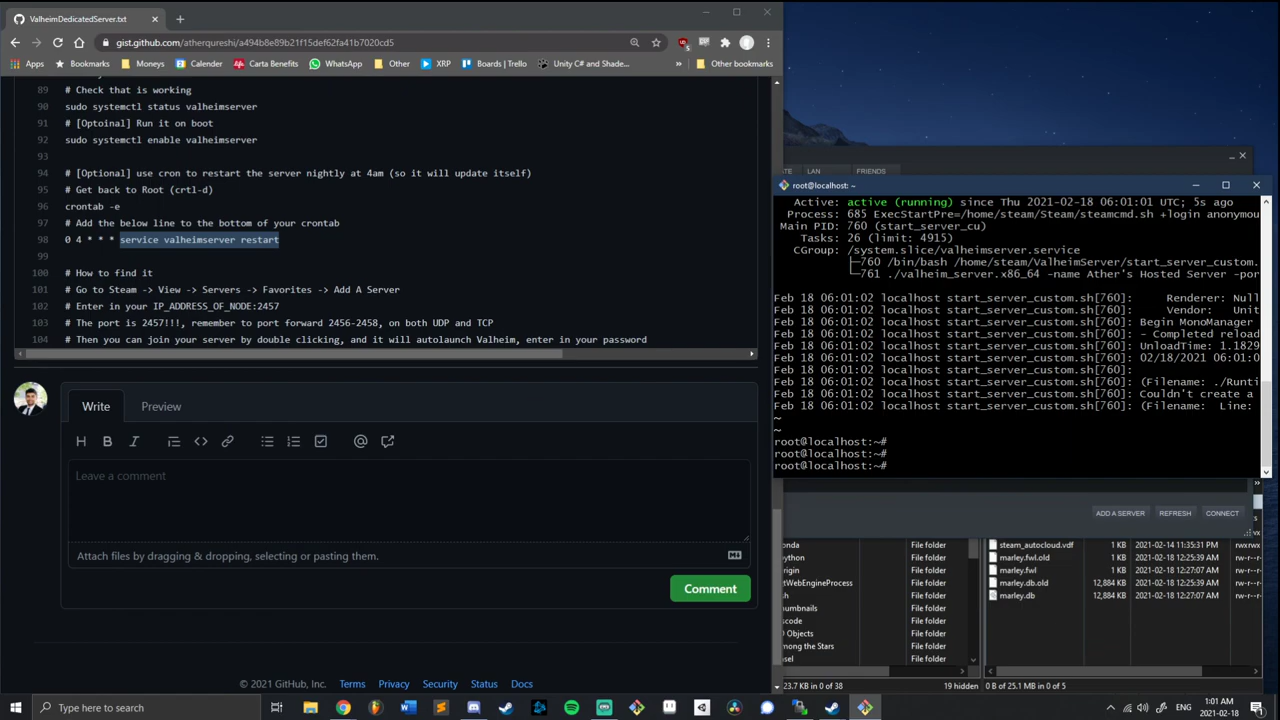 ValheimDedicatedServer.txt
gist.github.com/atherqureshi/a494b8e89b21f15def62fa41b7020cd5
Apps
Bookmarks
Moneys
Calender
Carta Benefits
WhatsApp
Other
XRP
Boards | Trello
Unity C# and Shade...
»
Other bookmarks
89 # Check that is working
90 sudo systemctl status valheimserver
91 # [Optoinal] Run it on boot
92 sudo systemctl enable valheimserver
93
94 # [Optional] use cron to restart the server nightly at 4am (so it will update itself)
95 # Get back to Root (crtl-d)
96 crontab -e
97 # Add the below line to the bottom of your crontab
98 0 4 * * * service valheimserver restart
99
100 # How to find it
101 # Go to Steam -> View -> Servers -> Favorites -> Add A Server
102 # Enter in your IP_ADDRESS_OF_NODE:2457
103 # The port is 2457!!!, remember to port forward 2456-2458, on both UDP and TCP
104 # Then you can join your server by double clicking, and it will autolaunch Valheim, enter in your password
Write
Preview
Leave a comment
Attach files by dragging & dropping, selecting or pasting them.
Comment
© 2021 GitHub, Inc.
Terms
Privacy
Security
Status
Docs
LAN
FRIENDS
root@localhost: ~
Active: active (running) since Thu 2021-02-18 06:01:01 UTC; 5s ago
Process: 685 ExecStartPre=/home/steam/Steam/steamcmd.sh +login anonymou
Main PID: 760 (start_server_cu)
Tasks: 26 (limit: 4915)
CGroup: /system.slice/valheimserver.service
├─760 /bin/bash /home/steam/ValheimServer/start_server_custom.
└─761 ./valheim_server.x86_64 -name Ather's Hosted Server -por
Feb 18 06:01:02 localhost start_server_custom.sh[760]: Renderer: Null
Feb 18 06:01:02 localhost start_server_custom.sh[760]: Vendor: Unit
Feb 18 06:01:02 localhost start_server_custom.sh[760]: Begin MonoManager
Feb 18 06:01:02 localhost start_server_custom.sh[760]: - Completed reload
Feb 18 06:01:02 localhost start_server_custom.sh[760]: UnloadTime: 1.1829
Feb 18 06:01:02 localhost start_server_custom.sh[760]: 02/18/2021 06:01:0
Feb 18 06:01:02 localhost start_server_custom.sh[760]:
Feb 18 06:01:02 localhost start_server_custom.sh[760]: (Filename: ./Runti
Feb 18 06:01:02 localhost start_server_custom.sh[760]: Couldn't create a
Feb 18 06:01:02 localhost start_server_custom.sh[760]: (Filename: Line:
~
~
root@localhost:~#
root@localhost:~#
root@localhost:~#
ADD A SERVER
REFRESH
CONNECT
File folder
File folder
File folder
File folder
File folder
File folder
File folder
O Objects File folder
among the Stars File folder
File folder
steam_autocloud.vdf 1 KB 2021-02-14 11:35:31 PM rwxrwx
marley.fwl.old 1 KB 2021-02-18 12:25:39 AM rw-r--r-
marley.fwl 1 KB 2021-02-18 12:27:07 AM rw-r--r-
marley.db.old 12,884 KB 2021-02-18 12:25:39 AM rw-r--r-
marley.db 12,884 KB 2021-02-18 12:27:07 AM rw-r--r-
23.7 KB in 0 of 38
19 hidden
0 B of 25.1 MB in 0 of 5
Type here to search
ENG
1:01 AM
2021-02-18